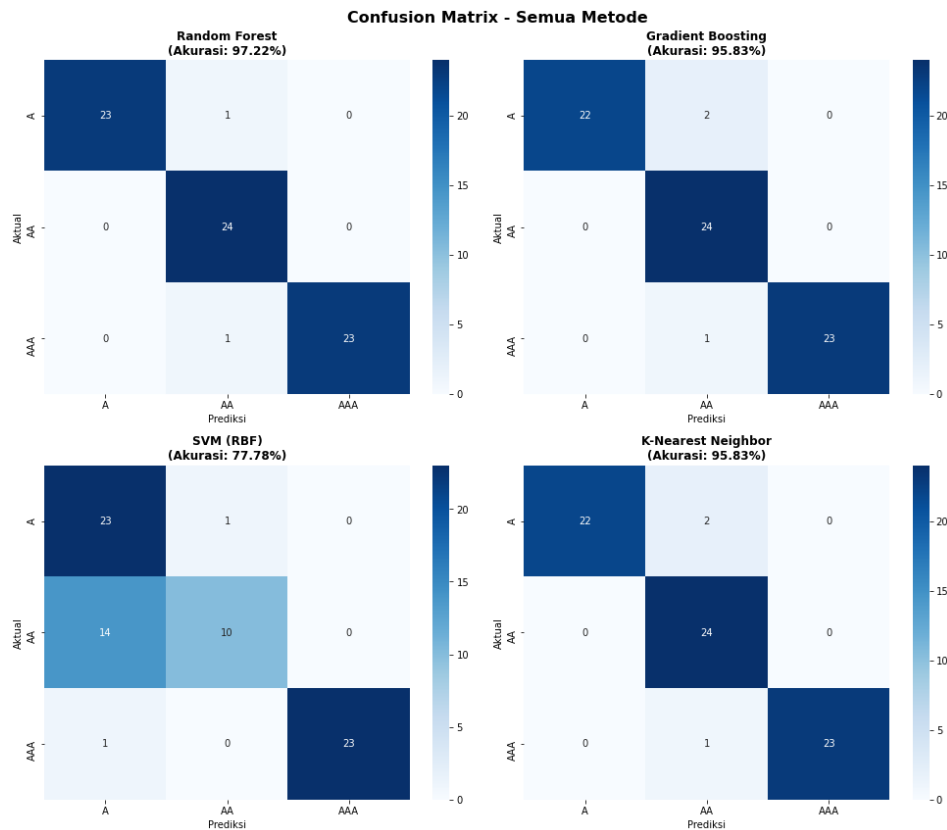 Confusion Matrix - Semua Metode
Random Forest
(Akurasi: 97.22%)
A
23
1
0
AA
0
24
0
AAA
0
1
23
Aktual
A
AA
AAA
Prediksi
20
15
10
5
0
Gradient Boosting
(Akurasi: 95.83%)
A
22
2
0
AA
0
24
0
AAA
0
1
23
Aktual
A
AA
AAA
Prediksi
20
15
10
5
0
SVM (RBF)
(Akurasi: 77.78%)
A
23
1
0
AA
14
10
0
AAA
1
0
23
Aktual
A
AA
AAA
Prediksi
20
15
10
5
0
K-Nearest Neighbor
(Akurasi: 95.83%)
A
22
2
0
AA
0
24
0
AAA
0
1
23
Aktual
A
AA
AAA
Prediksi
20
15
10
5
0